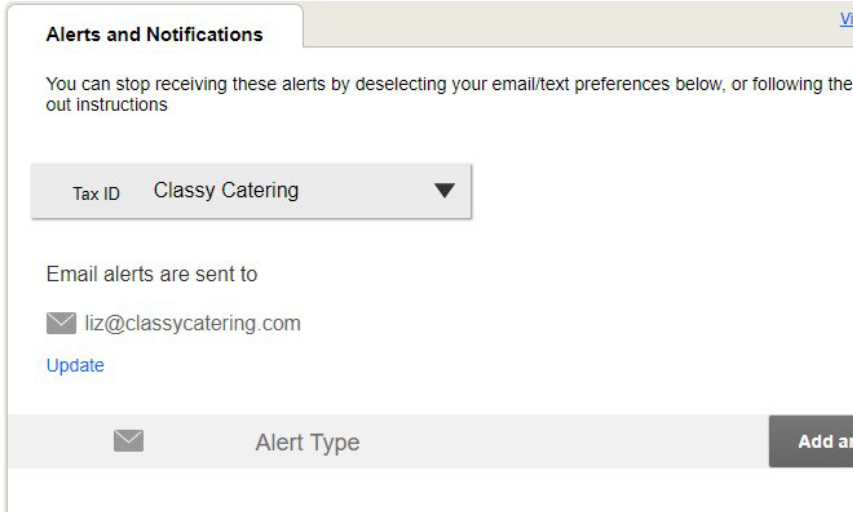 Alerts and Notifications
You can stop receiving these alerts by deselecting your email/text preferences below, or following the
out instructions
Tax ID Classy Catering
Email alerts are sent to
liz@classycatering.com
Update
Alert Type
Add